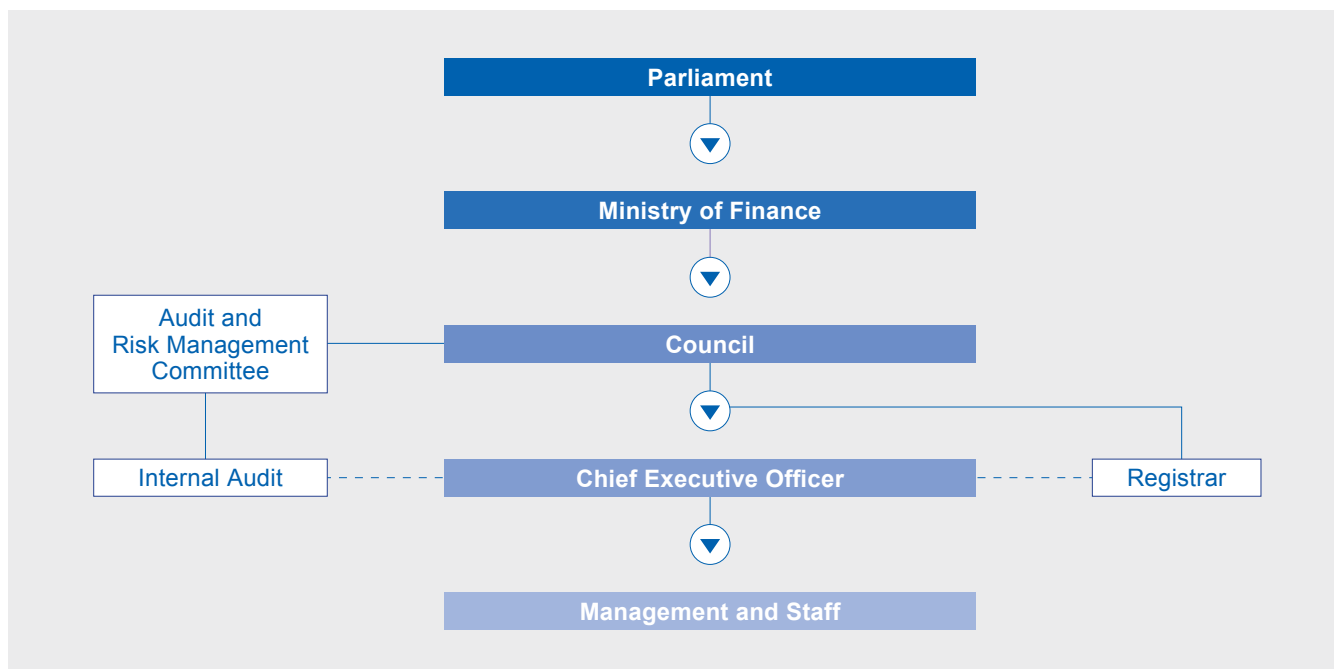 Parliament
Ministry of Finance
Audit and
Risk Management
Committee
Council
Internal Audit
Chief Executive Officer
Registrar
Management and Staff